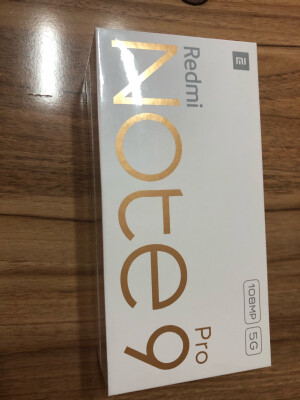 mi
Redmi
Note 9
Pro
108MP 5G